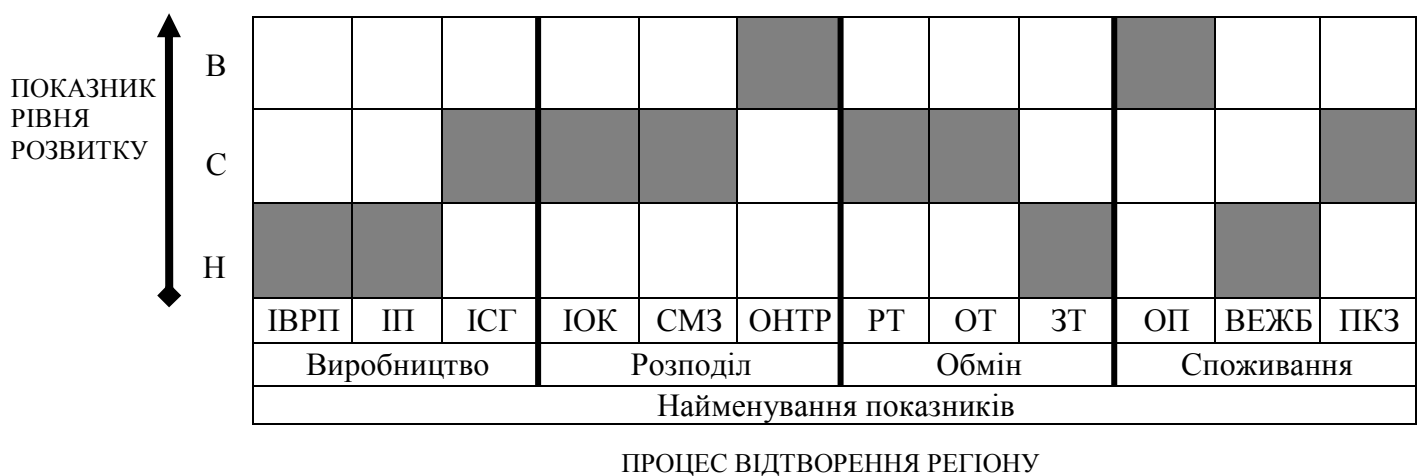 ПОКАЗНИК
РІВНЯ
РОЗВИТКУ
В
С
Н
ІВРП ІП ІСГ ІОК СМЗ ОНТР РТ ОТ ЗТ ОП ВЕЖБ ПКЗ
Виробництво Розподіл Обмін Споживання
Найменування показників
ПРОЦЕС ВІДТВОРЕННЯ РЕГІОНУ